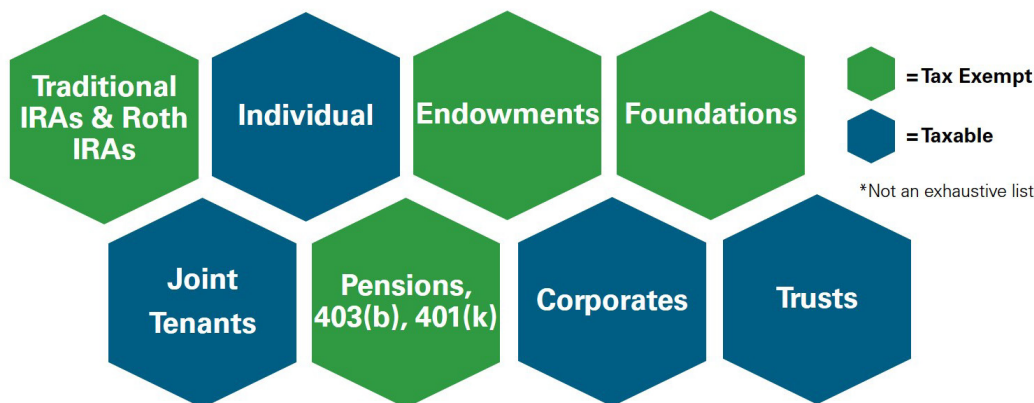 Traditional
IRAs & Roth
IRAs
Individual
Endowments
Foundations
= Tax Exempt
= Taxable
*Not an exhaustive list
Joint
Tenants
Pensions,
403(b), 401(k)
Corporates
Trusts